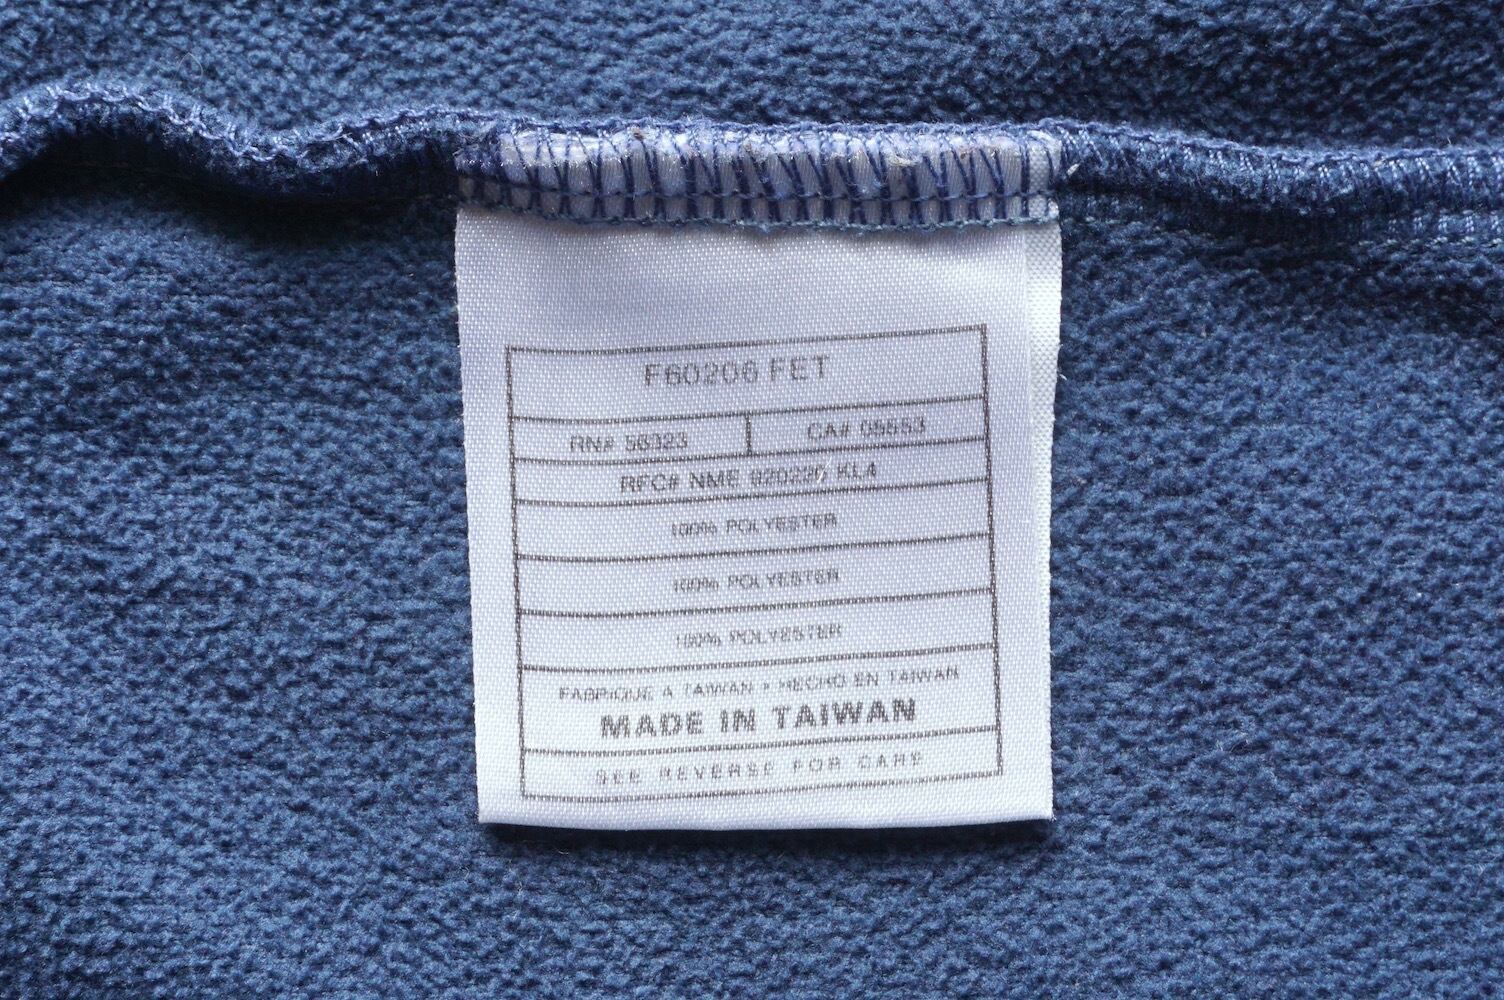 F60206 FET
RN# 56323 CA# 05553
RFC# NME 920220 KL4
100% POLYESTER
100% POLYESTER
100% POLYESTER
FABRIQUE A TAIWAN • HECHO EN TAIWAN
MADE IN TAIWAN
SEE REVERSE FOR CARE